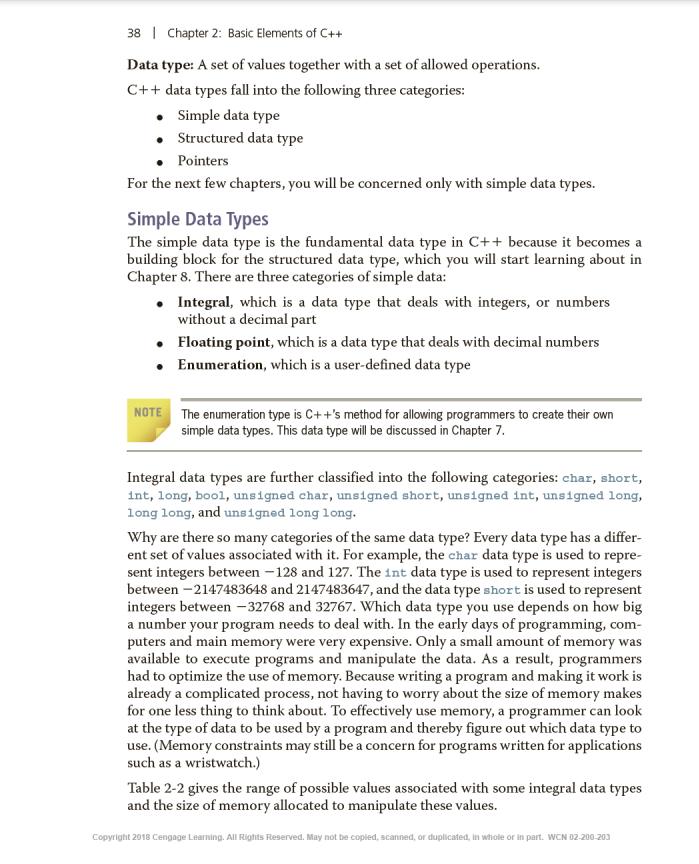 38 | Chapter 2: Basic Elements of C++
Data type: A set of values together with a set of allowed operations.
C++ data types fall into the following three categories:
• Simple data type
• Structured data type
• Pointers
For the next few chapters, you will be concerned only with simple data types.
Simple Data Types
The simple data type is the fundamental data type in C++ because it becomes a
building block for the structured data type, which you will start learning about in
Chapter 8. There are three categories of simple data:
• Integral, which is a data type that deals with integers, or numbers
without a decimal part
• Floating point, which is a data type that deals with decimal numbers
• Enumeration, which is a user-defined data type
NOTE
The enumeration type is C++'s method for allowing programmers to create their own
simple data types. This data type will be discussed in Chapter 7.
Integral data types are further classified into the following categories: char, short,
int, long, bool, unsigned char, unsigned short, unsigned int, unsigned long,
long long, and unsigned long long.
Why are there so many categories of the same data type? Every data type has a differ-
ent set of values associated with it. For example, the char data type is used to repre-
sent integers between −128 and 127. The int data type is used to represent integers
between −2147483648 and 2147483647, and the data type short is used to represent
integers between −32768 and 32767. Which data type you use depends on how big
a number your program needs to deal with. In the early days of programming, com-
puters and main memory were very expensive. Only a small amount of memory was
available to execute programs and manipulate the data. As a result, programmers
had to optimize the use of memory. Because writing a program and making it work is
already a complicated process, not having to worry about the size of memory makes
for one less thing to think about. To effectively use memory, a programmer can look
at the type of data to be used by a program and thereby figure out which data type to
use. (Memory constraints may still be a concern for programs written for applications
such as a wristwatch.)
Table 2-2 gives the range of possible values associated with some integral data types
and the size of memory allocated to manipulate these values.
Copyright 2018 Cengage Learning. All Rights Reserved. May not be copied, scanned, or duplicated, in whole or in part. WCN 02-200-203